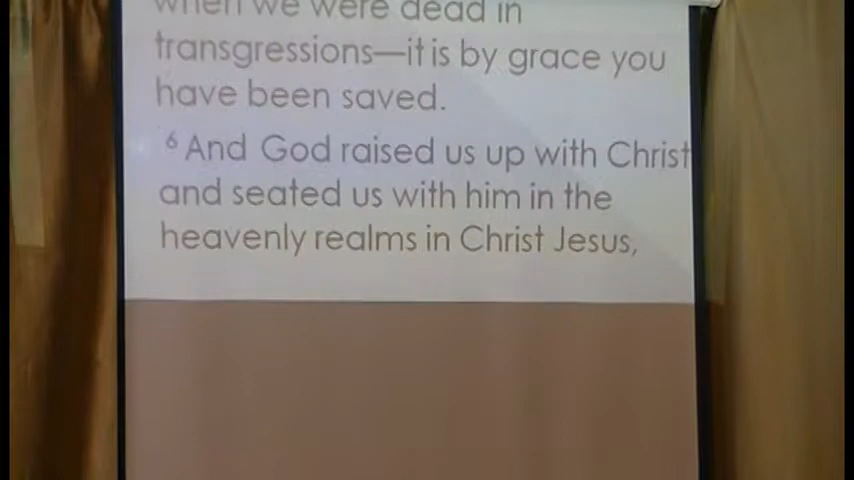 when we were dead in
transgressions—it is by grace you
have been saved.
6 And God raised us up with Christ
and seated us with him in the
heavenly realms in Christ Jesus,